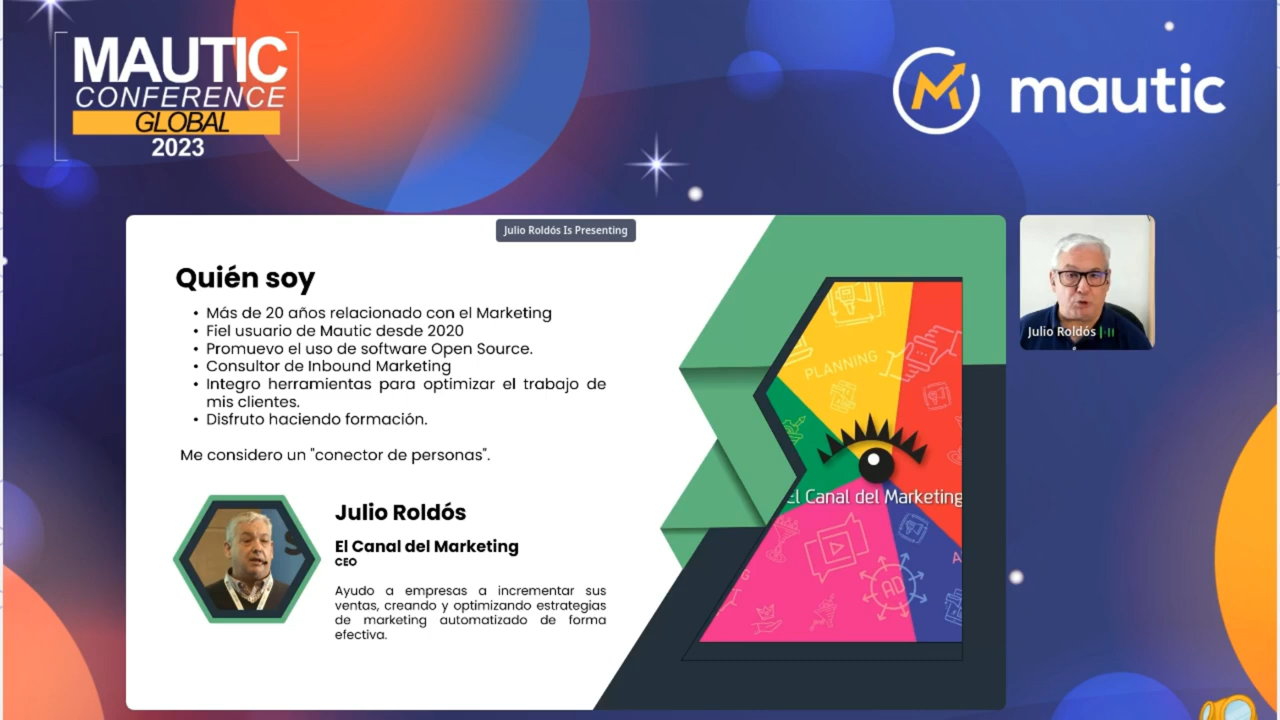 MAUTIC
CONFERENCE
GLOBAL
2023
mautic
Julio Roldós Is Presenting
Quién soy
• Más de 20 años relacionado con el Marketing
• Fiel usuario de Mautic desde 2020
• Promuevo el uso de software Open Source.
• Consultor de Inbound Marketing
• Integro herramientas para optimizar el trabajo de
mis clientes.
• Disfruto haciendo formación.
Me considero un "conector de personas".
Julio Roldós
El Canal del Marketing
CEO
Ayudo a empresas a incrementar sus
ventas, creando y optimizando estrategias
de marketing automatizado de forma
efectiva.
PLANNING
El Canal del Marketing
AD
Julio Roldós